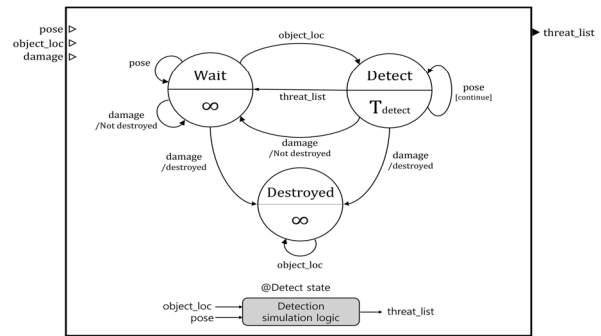 pose
object_loc
damage
threat_list
object_loc
pose
Wait
∞
Detect
T detect
threat_list
pose
[continue]
damage
/Not destroyed
damage
/Not destroyed
damage
/destroyed
damage
/destroyed
Destroyed
∞
object_loc
@Detect state
object_loc
pose
Detection
simulation logic
threat_list